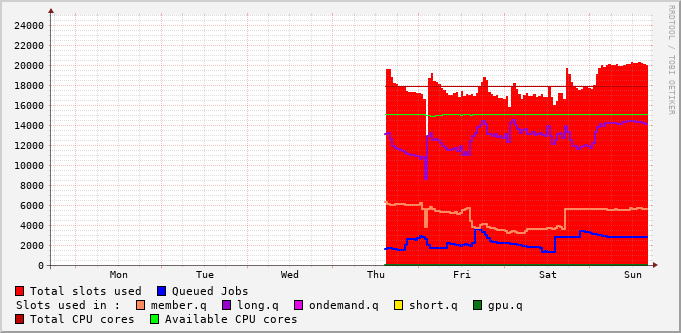 24000
22000
20000
18000
16000
14000
12000
10000
8000
6000
4000
2000
0
Mon Tue Wed Thu Fri Sat Sun
RRDTOOL / TOBI OETIKER
Total slots used Queued Jobs
Slots used in : member.q long.q ondemand.q short.q gpu.q
Total CPU cores Available CPU cores